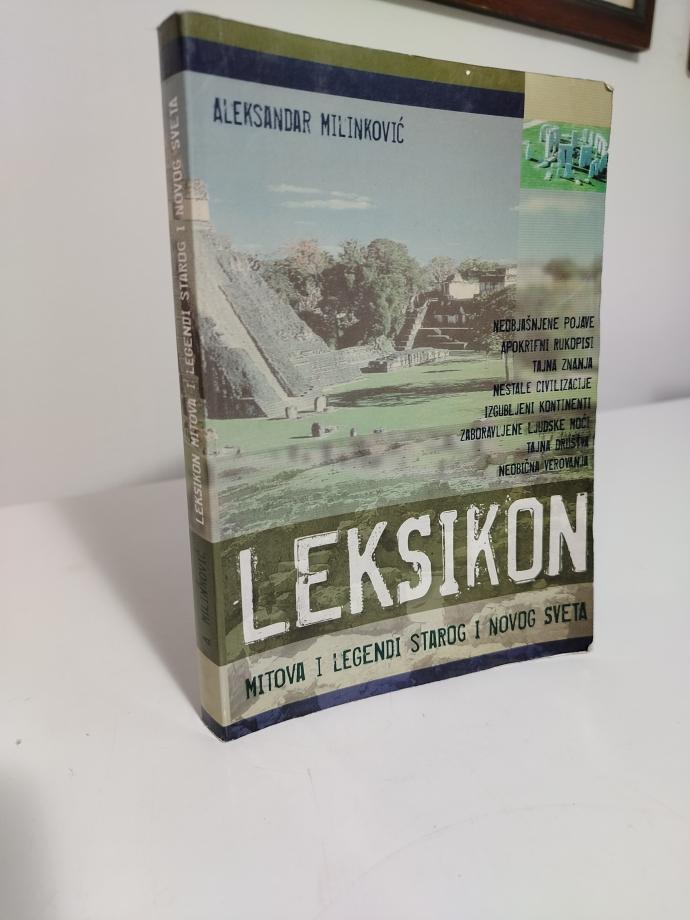 ALEKSANDAR MILINKOVIĆ
NEOBJAŠNJENE POJAVE
APOKRIFNI RUKOPISI
TAJNA ZNANJA
NESTALE CIVILIZACIJE
IZGUBLJENI KONTINENTI
ZABORAVLJENE LJUDSKE MOĆI
TAJNA DRUŠTVA
NEOBIČNA VEROVANJA
LEKSIKON
MITOVA I LEGENDI STAROG I NOVOG SVETA
A MILINKOVIĆ LEKSIKON MITOVA I LEGENDI STAROG I NOVOG SVETA